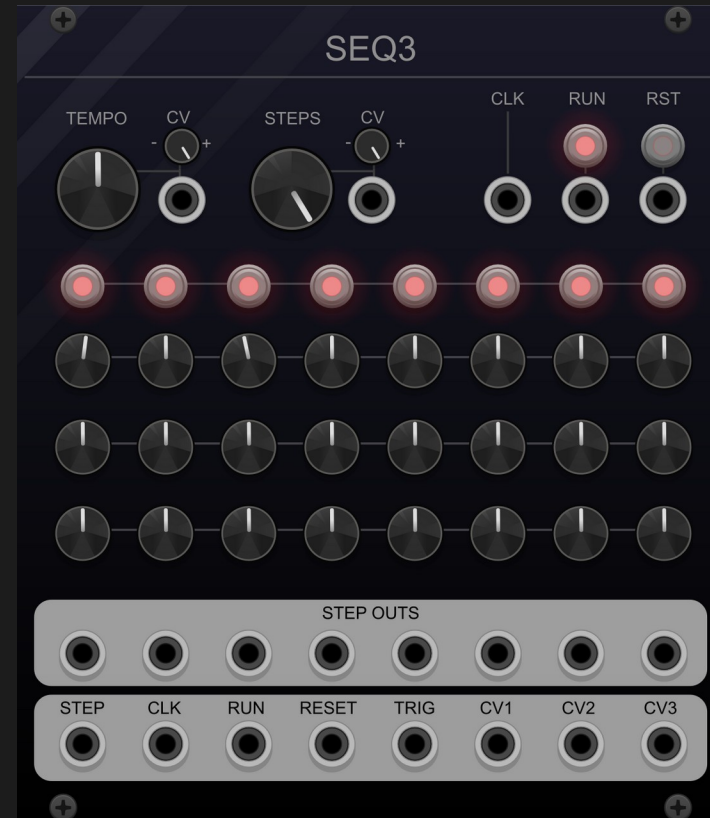 SEQ3
CLK RUN RST
TEMPO CV STEPS CV
- + - +
STEP OUTS
STEP CLK RUN RESET TRIG CV1 CV2 CV3